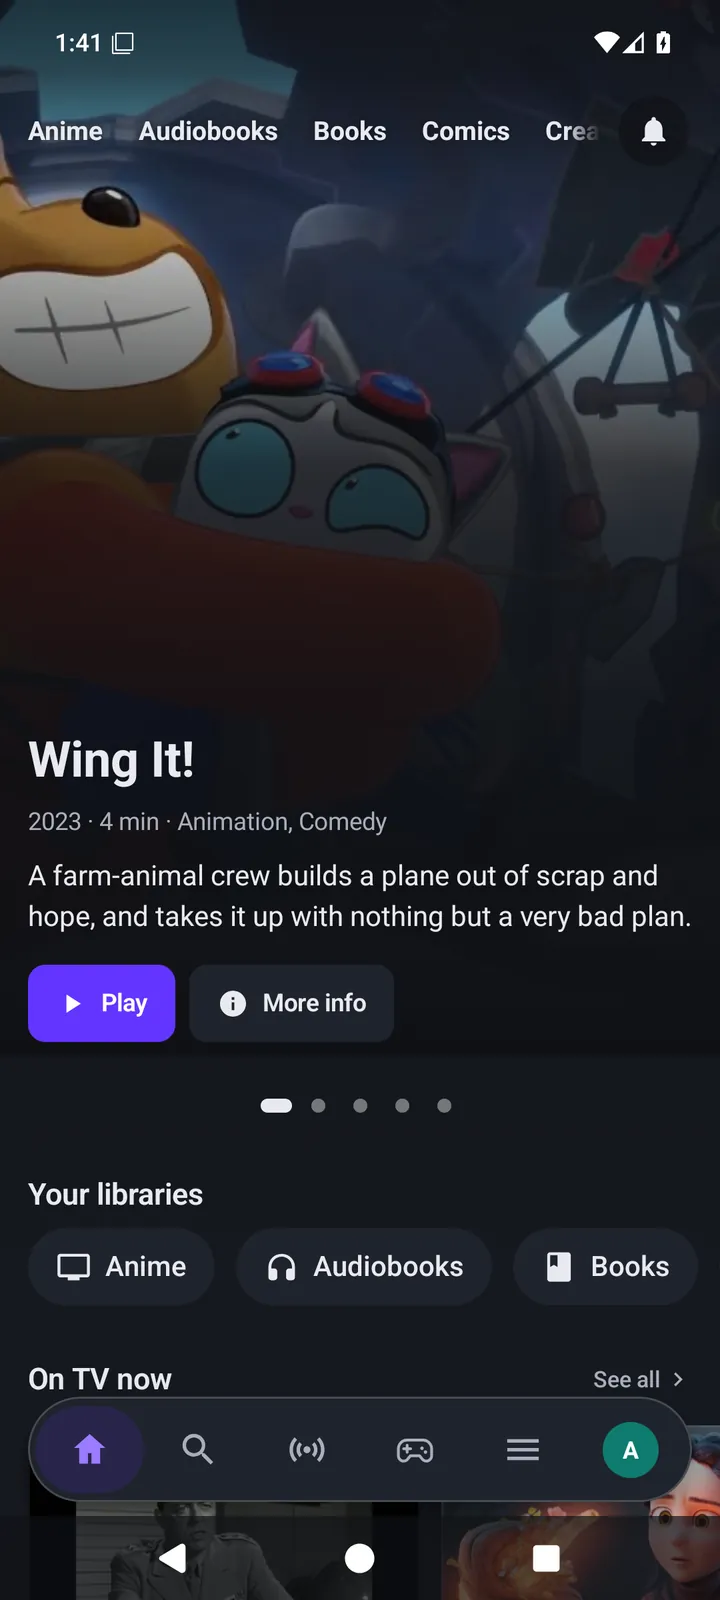 1:41
Anime Audiobooks Books Comics Crea
Wing It!
2023 · 4 min · Animation, Comedy
A farm-animal crew builds a plane out of scrap and
hope, and takes it up with nothing but a very bad plan.
Play More info
Your libraries
Anime Audiobooks Books
On TV now See all
A